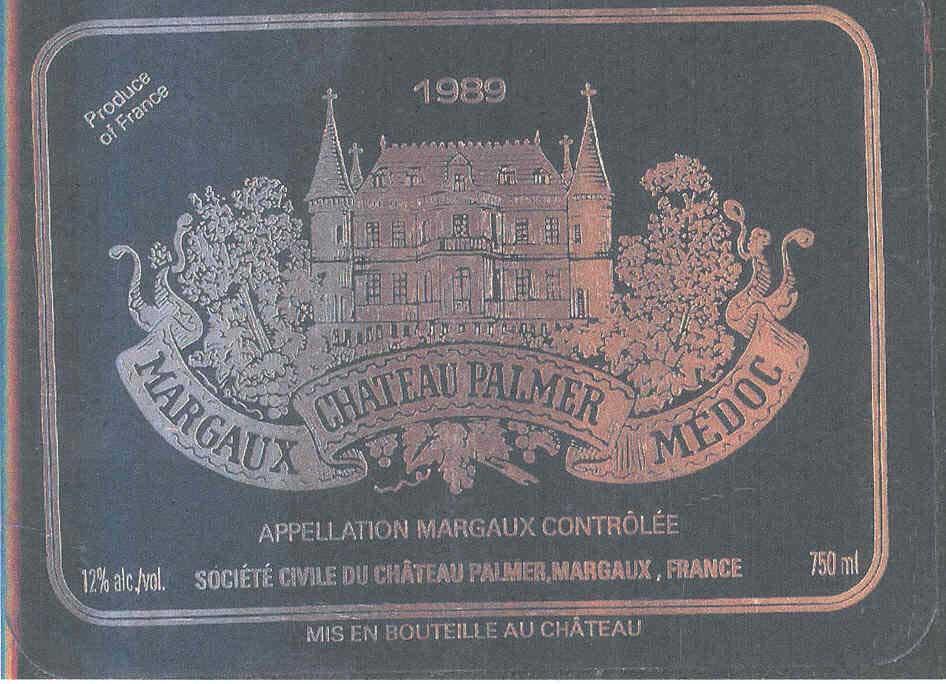 Produce
of France
1989
MARGAUX
CHATEAU PALMER
MÉDOC
APPELLATION MARGAUX CONTRÔLÉE
12% alc./vol.
SOCIÉTÉ CIVILE DU CHÂTEAU PALMER, MARGAUX, FRANCE
750 ml
MIS EN BOUTEILLE AU CHÂTEAU